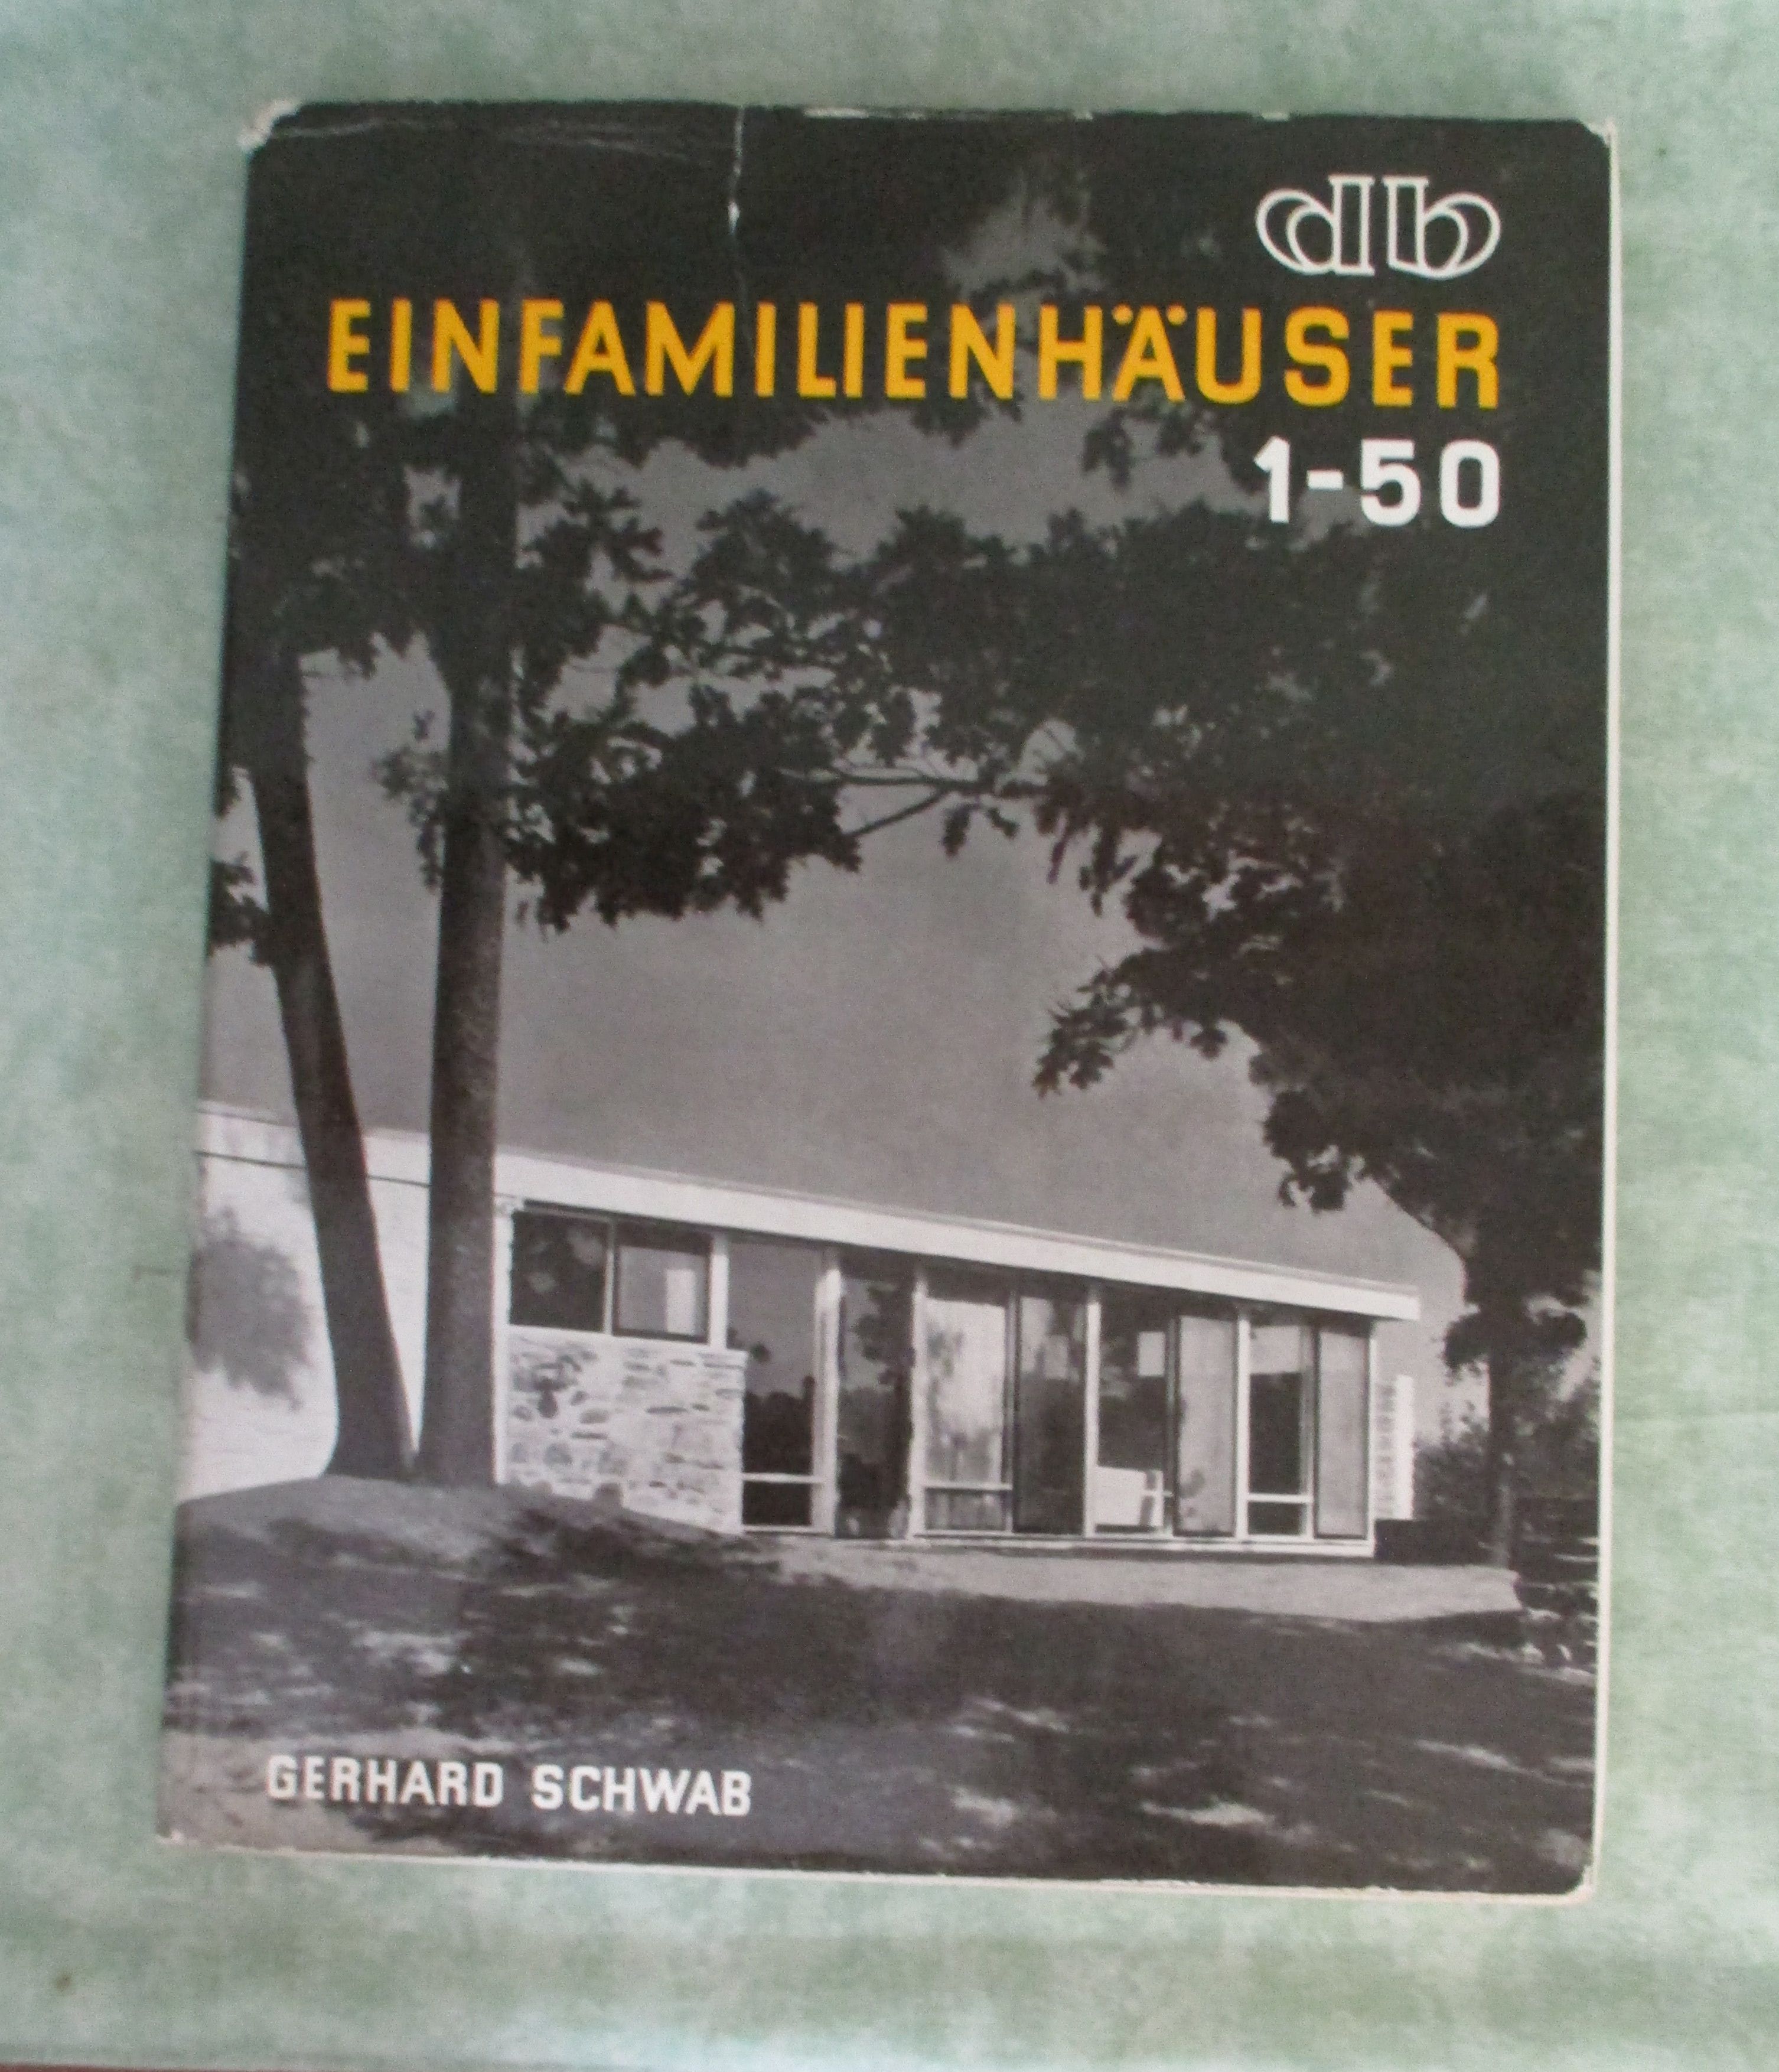 db
EINFAMILIENHÄUSER
1-50
GERHARD SCHWAB